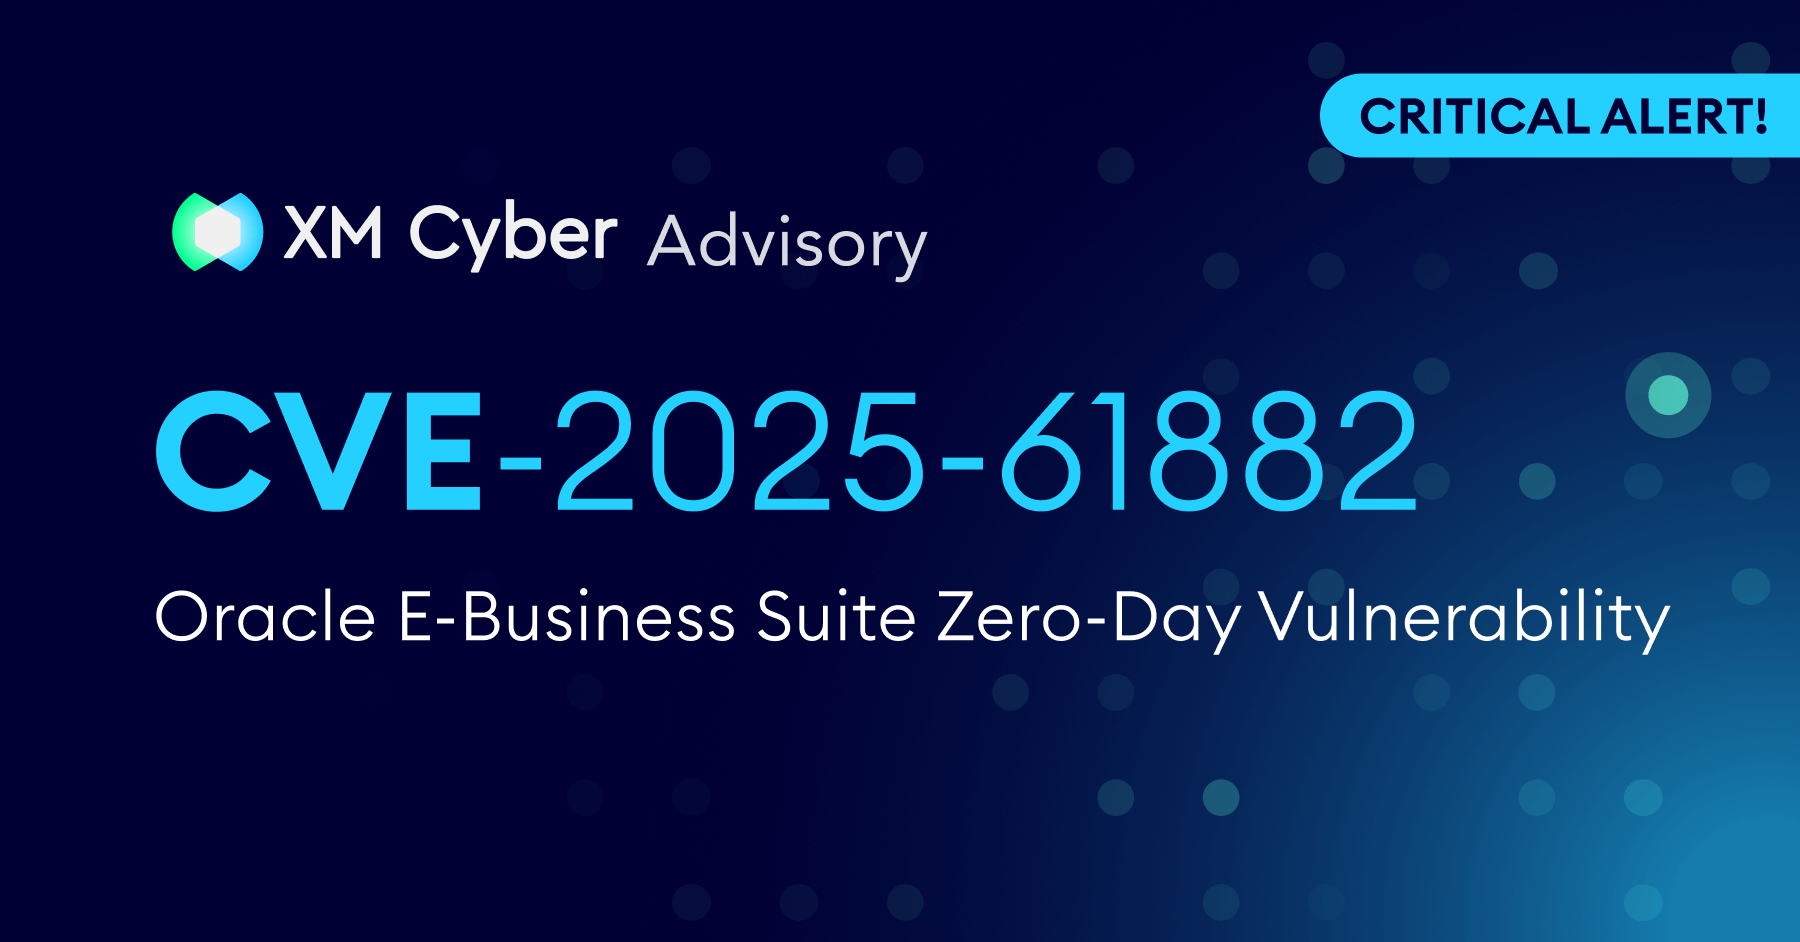 CRITICAL ALERT!
XM Cyber Advisory
CVE-2025-61882
Oracle E-Business Suite Zero-Day Vulnerability